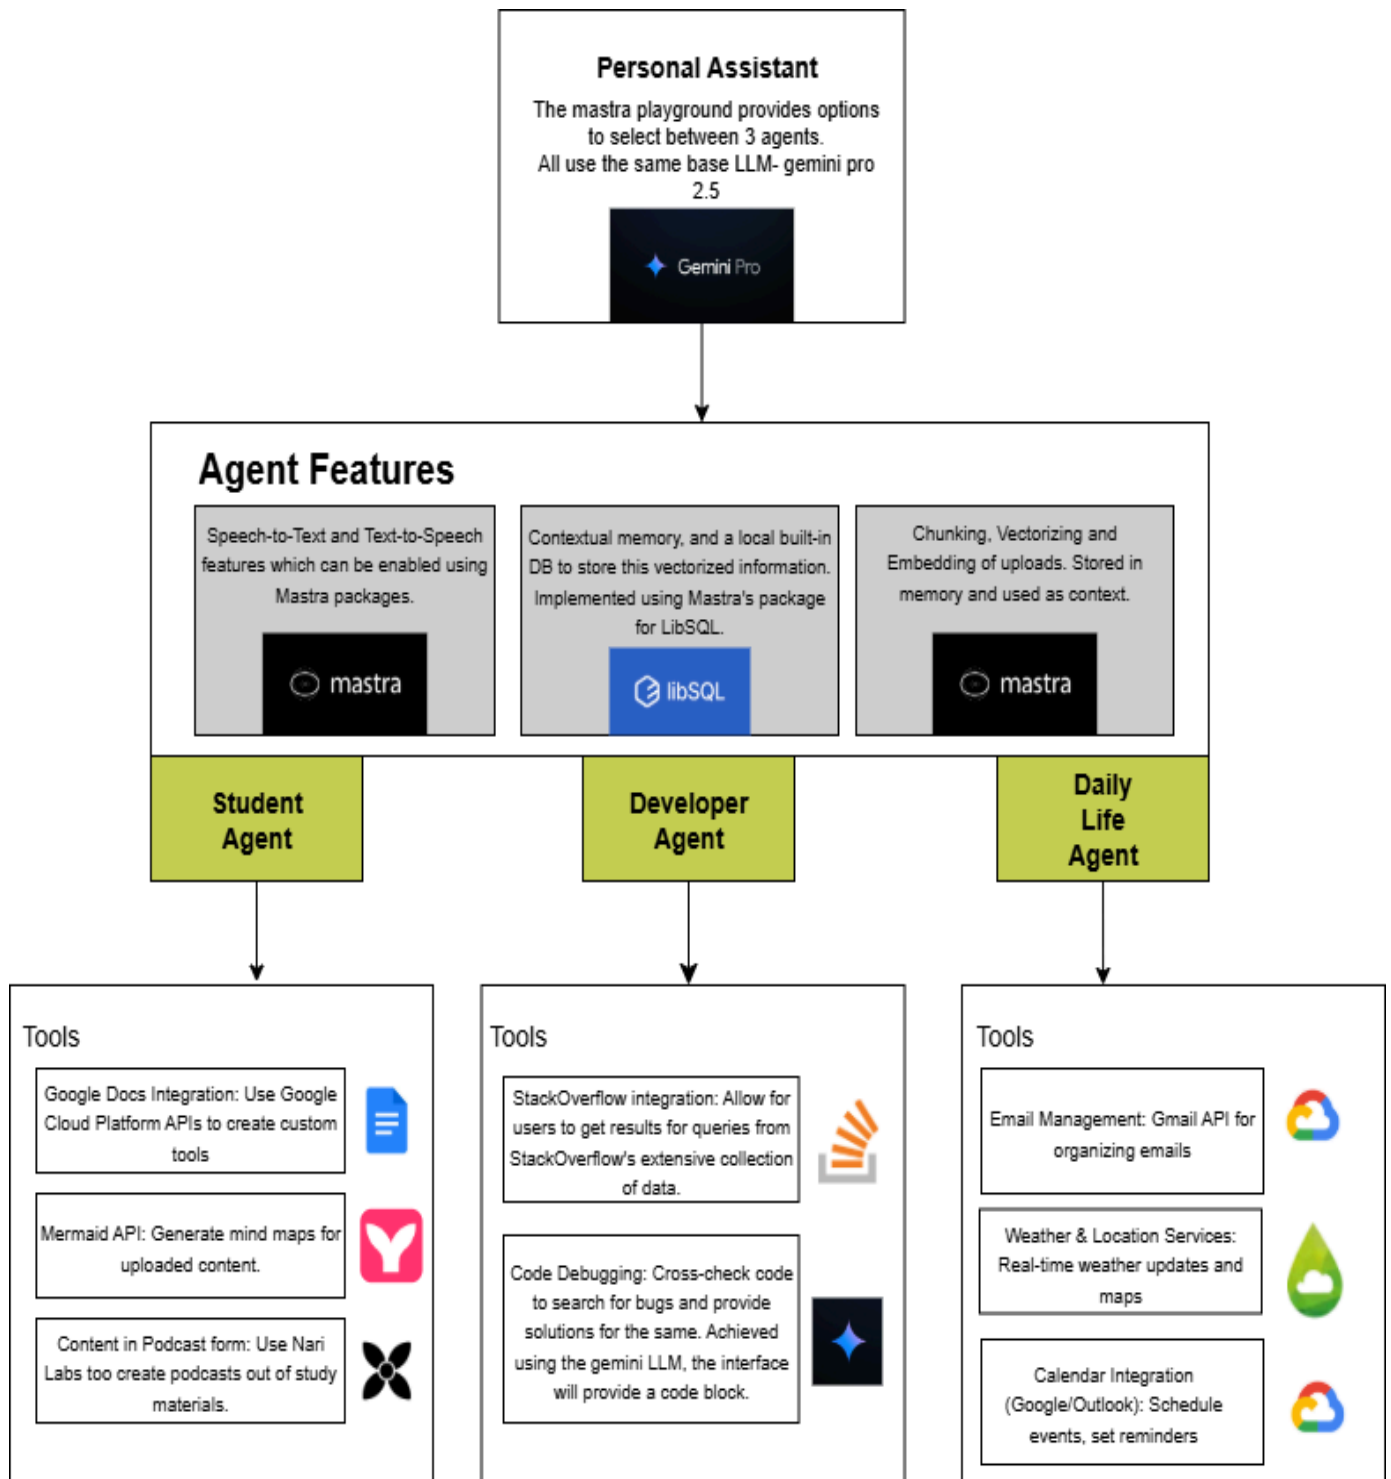 Personal Assistant
The mastra playground provides options
to select between 3 agents.
All use the same base LLM- gemini pro
2.5
Gemini Pro
Agent Features
Speech-to-Text and Text-to-Speech
features which can be enabled using
Mastra packages.
mastra
Contextual memory, and a local built-in
DB to store this vectorized information.
Implemented using Mastra's package
for LibSQL.
libSQL
Chunking, Vectorizing and
Embedding of uploads. Stored in
memory and used as context.
mastra
Student
Agent
Developer
Agent
Daily
Life
Agent
Tools
Google Docs Integration: Use Google
Cloud Platform APIs to create custom
tools
Mermaid API: Generate mind maps for
uploaded content.
Content in Podcast form: Use Nari
Labs too create podcasts out of study
materials.
Tools
StackOverflow integration: Allow for
users to get results for queries from
StackOverflow's extensive collection
of data.
Code Debugging: Cross-check code
to search for bugs and provide
solutions for the same. Achieved
using the gemini LLM, the interface
will provide a code block.
Tools
Email Management: Gmail API for
organizing emails
Weather & Location Services:
Real-time weather updates and
maps
Calendar Integration
(Google/Outlook): Schedule
events, set reminders